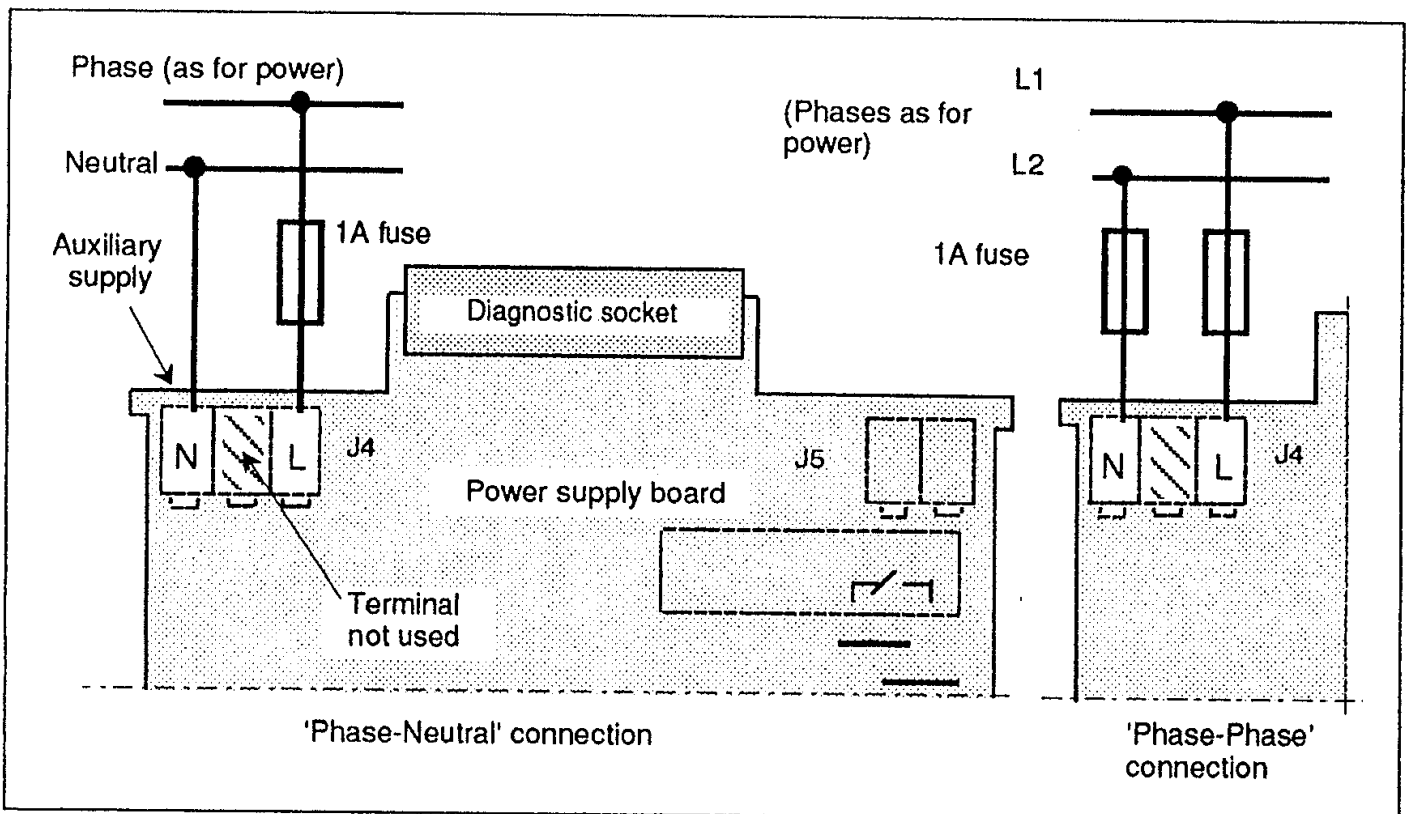 Phase (as for power)
Neutral
Auxiliary
supply
1A fuse
Diagnostic socket
N
L
J4
J5
Power supply board
Terminal
not used
'Phase-Neutral' connection
L1
(Phases as for
power)
L2
1A fuse
N
L
J4
'Phase-Phase'
connection